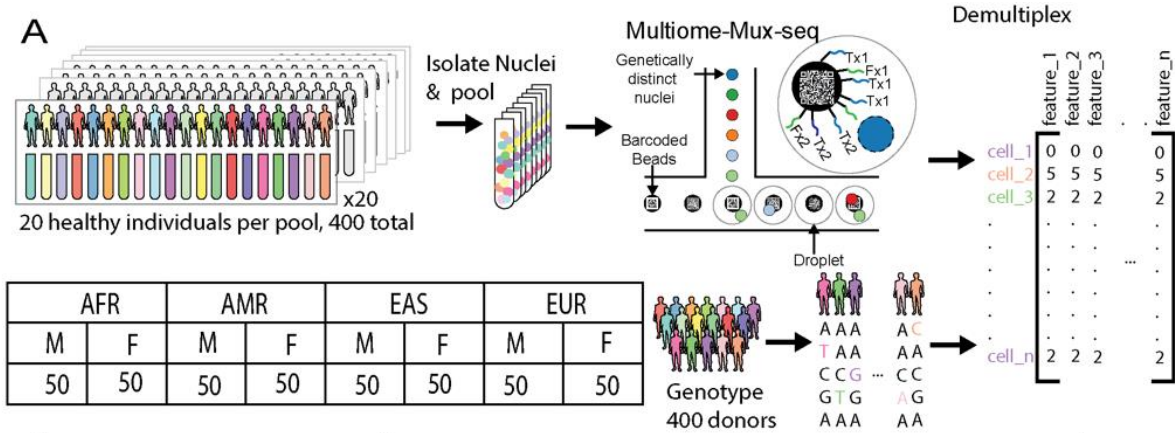 A
Isolate Nuclei
& pool
x20
20 healthy individuals per pool, 400 total
Multiome-Mux-seq
Genetically
distinct
nuclei
Barcoded
Beads
Tx1
Fx1
Tx1
Tx1
Tx2
Tx2
Fx2
Droplet
Demultiplex
feature_1
feature_2
feature_3
. .
feature_n
cell_1 0 0 0 0
cell_2 5 5 5 5
cell_3 2 2 2 2
...
cell_n 2 2 2 2
AFR AMR EAS EUR
M F M F M F M F
50 50 50 50 50 50 50 50
Genotype
400 donors
A A A A C
T A A A A
C C G ... C C
G T G A G
A A A A A